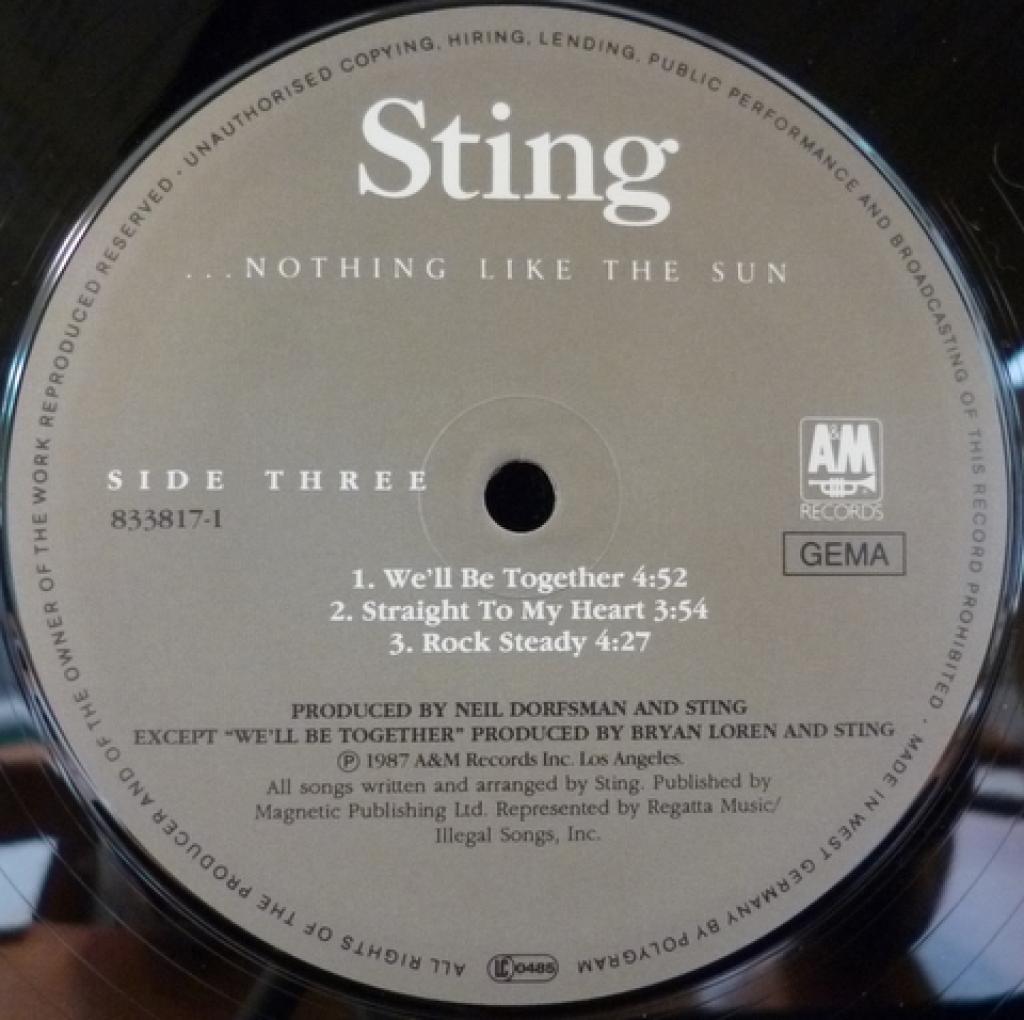 ALL RIGHTS OF THE PRODUCER AND OF THE OWNER OF THE WORK REPRODUCED RESERVED · UNAUTHORISED COPYING, HIRING, LENDING, PUBLIC PERFORMANCE AND BROADCASTING OF THIS RECORD PROHIBITED · MADE IN WEST GERMANY BY POLYGRAM
Sting
...NOTHING LIKE THE SUN
SIDE THREE
833817-1
A&M
RECORDS
GEMA
1. We'll Be Together 4:52
2. Straight To My Heart 3:54
3. Rock Steady 4:27
PRODUCED BY NEIL DORFSMAN AND STING
EXCEPT “WE'LL BE TOGETHER” PRODUCED BY BRYAN LOREN AND STING
℗ 1987 A&M Records Inc. Los Angeles.
All songs written and arranged by Sting. Published by
Magnetic Publishing Ltd. Represented by Regatta Music/
Illegal Songs, Inc.
LC 0485